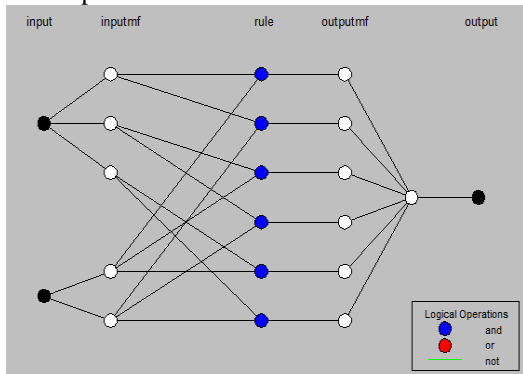 input inputmf rule outputmf output
Logical Operations
and
or
not